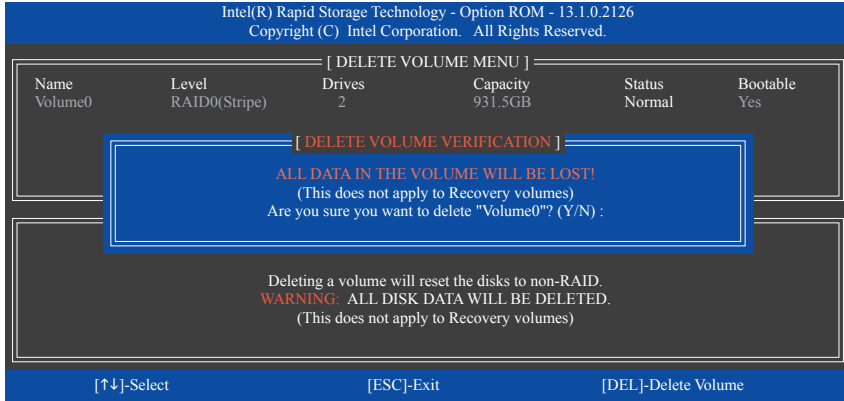 Intel(R) Rapid Storage Technology - Option ROM - 13.1.0.2126
Copyright (C) Intel Corporation. All Rights Reserved.
[ DELETE VOLUME MENU ]
Name Level Drives Capacity Status Bootable
Volume0 RAID0(Stripe) 2 931.5GB Normal Yes
[ DELETE VOLUME VERIFICATION ]
ALL DATA IN THE VOLUME WILL BE LOST!
(This does not apply to Recovery volumes)
Are you sure you want to delete "Volume0"? (Y/N) :
Deleting a volume will reset the disks to non-RAID.
WARNING: ALL DISK DATA WILL BE DELETED.
(This does not apply to Recovery volumes)
[↑↓]-Select [ESC]-Exit [DEL]-Delete Volume